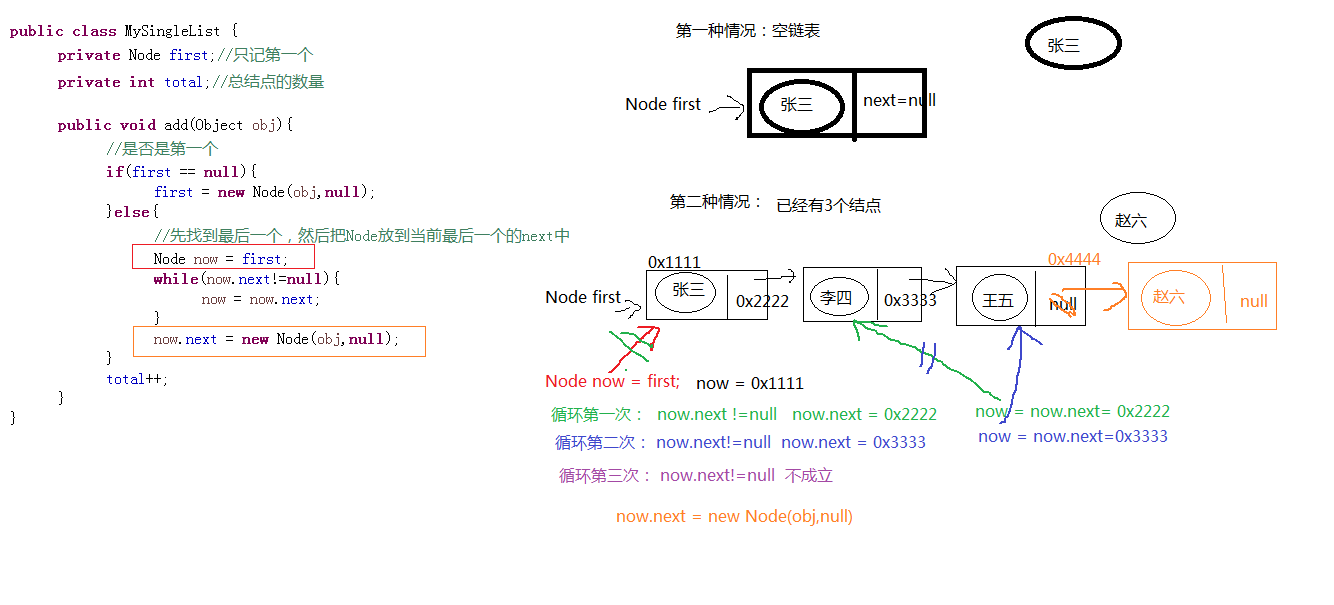 public class MySingleList {
private Node first;//只记第一个
private int total;//总结点的数量
public void add(Object obj){
//是否是第一个
if(first == null){
first = new Node(obj,null);
}else{
//先找到最后一个，然后把Node放到当前最后一个的next中
Node now = first;
while(now.next!=null){
now = now.next;
}
now.next = new Node(obj,null);
}
total++;
}
}
第一种情况：空链表
张三
Node first
张三
next=null
第二种情况：
已经有3个结点
赵六
0x1111
0x4444
Node first
张三
0x2222
李四
0x3333
王五
null
赵六
null
Node now = first;
now = 0x1111
循环第一次： now.next !=null now.next = 0x2222
now = now.next= 0x2222
循环第二次： now.next!=null now.next = 0x3333
now = now.next=0x3333
循环第三次： now.next!=null 不成立
now.next = new Node(obj,null)